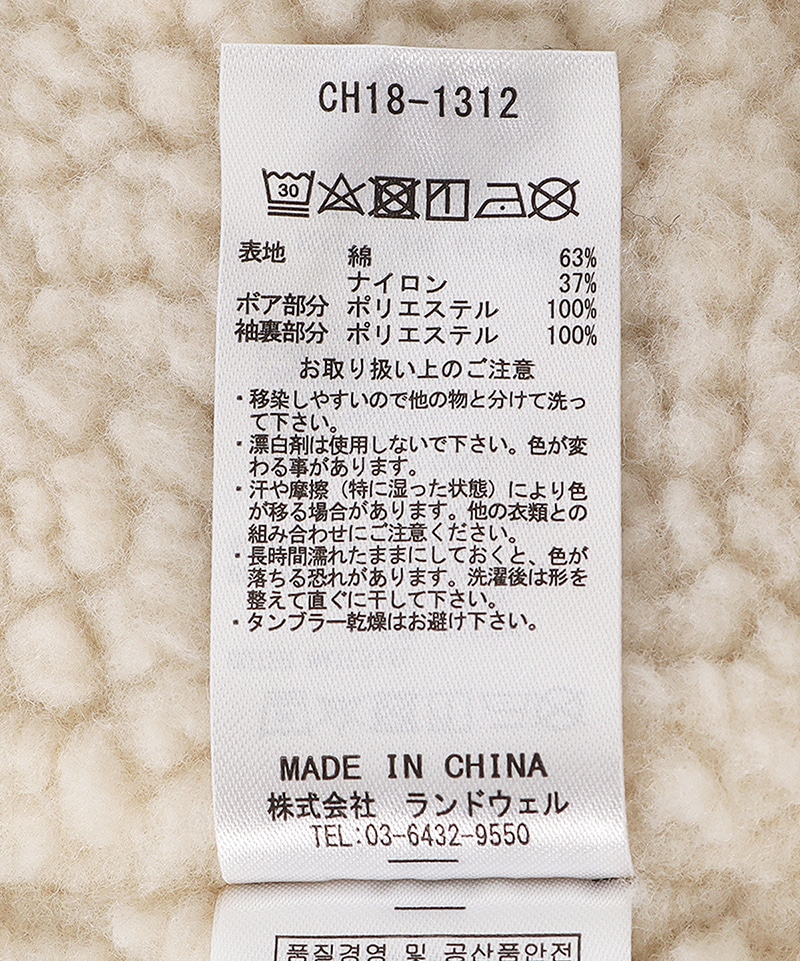 CH18-1312
30
表地 綿 63%
ナイロン 37%
ボア部分 ポリエステル 100%
袖裏部分 ポリエステル 100%
お取り扱い上のご注意
・移染しやすいので他の物と分けて洗っ
て下さい。
・漂白剤は使用しないで下さい。色が変
わる事があります。
・汗や摩擦（特に湿った状態）により色
が移る場合があります。他の衣類との
組み合わせにご注意ください。
・長時間濡れたままにしておくと、色が
落ちる恐れがあります。洗濯後は形を
整えて直ぐに干して下さい。
・タンブラー乾燥はお避け下さい。
MADE IN CHINA
株式会社 ランドウェル
TEL:03-6432-9550
품질경영 및 공산품안전